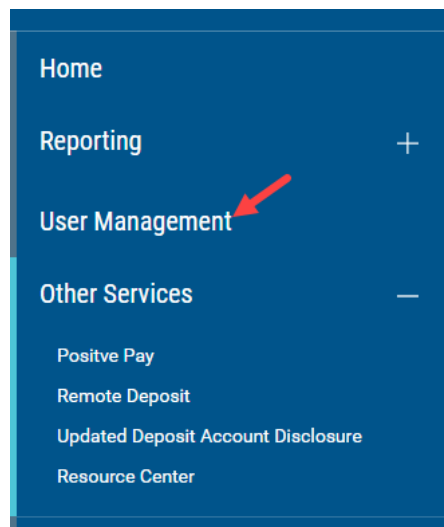 Home
Reporting
User Management
Other Services
Positve Pay
Remote Deposit
Updated Deposit Account Disclosure
Resource Center